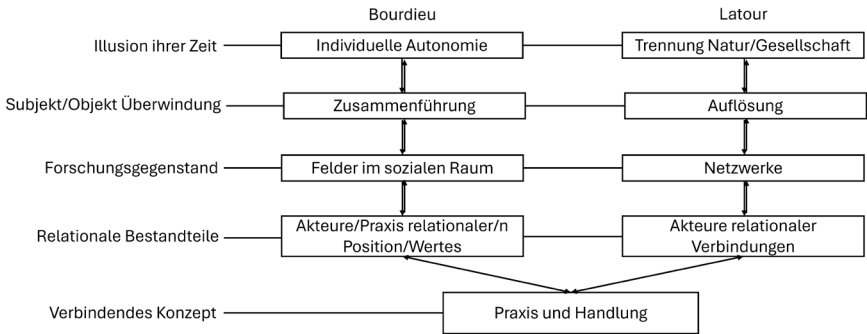 Bourdieu Latour
Illusion ihrer Zeit Individuelle Autonomie Trennung Natur/Gesellschaft
Subjekt/Objekt Überwindung Zusammenführung Auflösung
Forschungsgegenstand Felder im sozialen Raum Netzwerke
Relationale Bestandteile Akteure/Praxis relationaler/n Position/Wertes Akteure relationaler Verbindungen
Verbindendes Konzept Praxis und Handlung